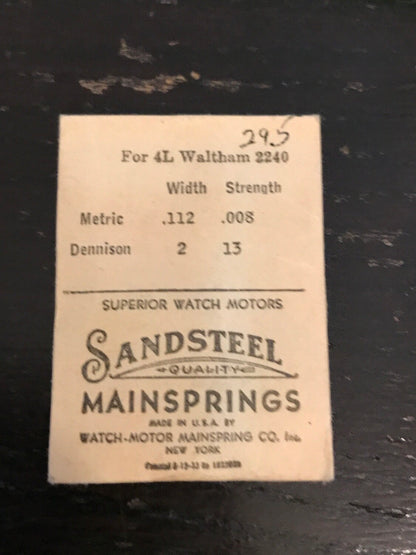 295
For 4L Waltham 2240
Width Strength
Metric .112 .008
Dennison 2 13
SUPERIOR WATCH MOTORS
SANDSTEEL
QUALITY
MAINSPRINGS
MADE IN U.S.A. BY
WATCH-MOTOR MAINSPRING CO. Inc.
NEW YORK